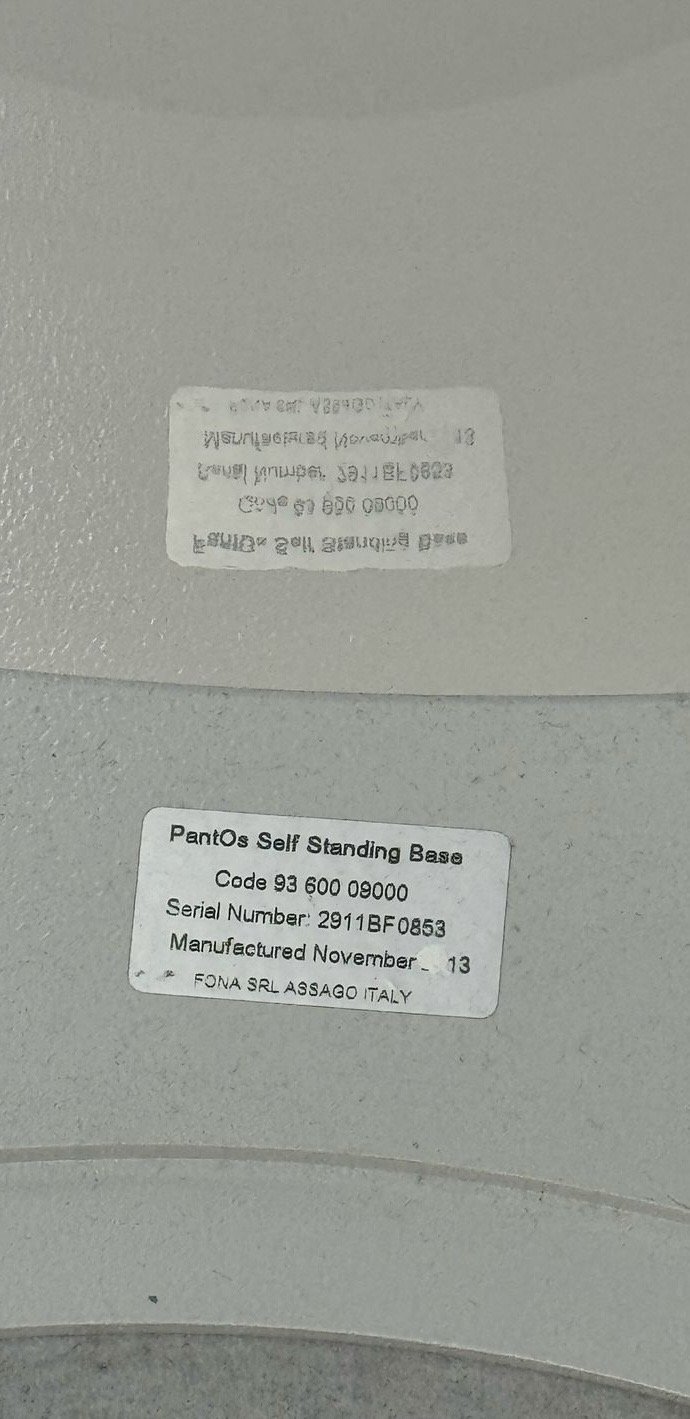 PantOs Self Standing Base
Code 93 600 09000
Serial Number: 2911BF0853
Manufactured November 13
FONA SRL ASSAGO ITALY